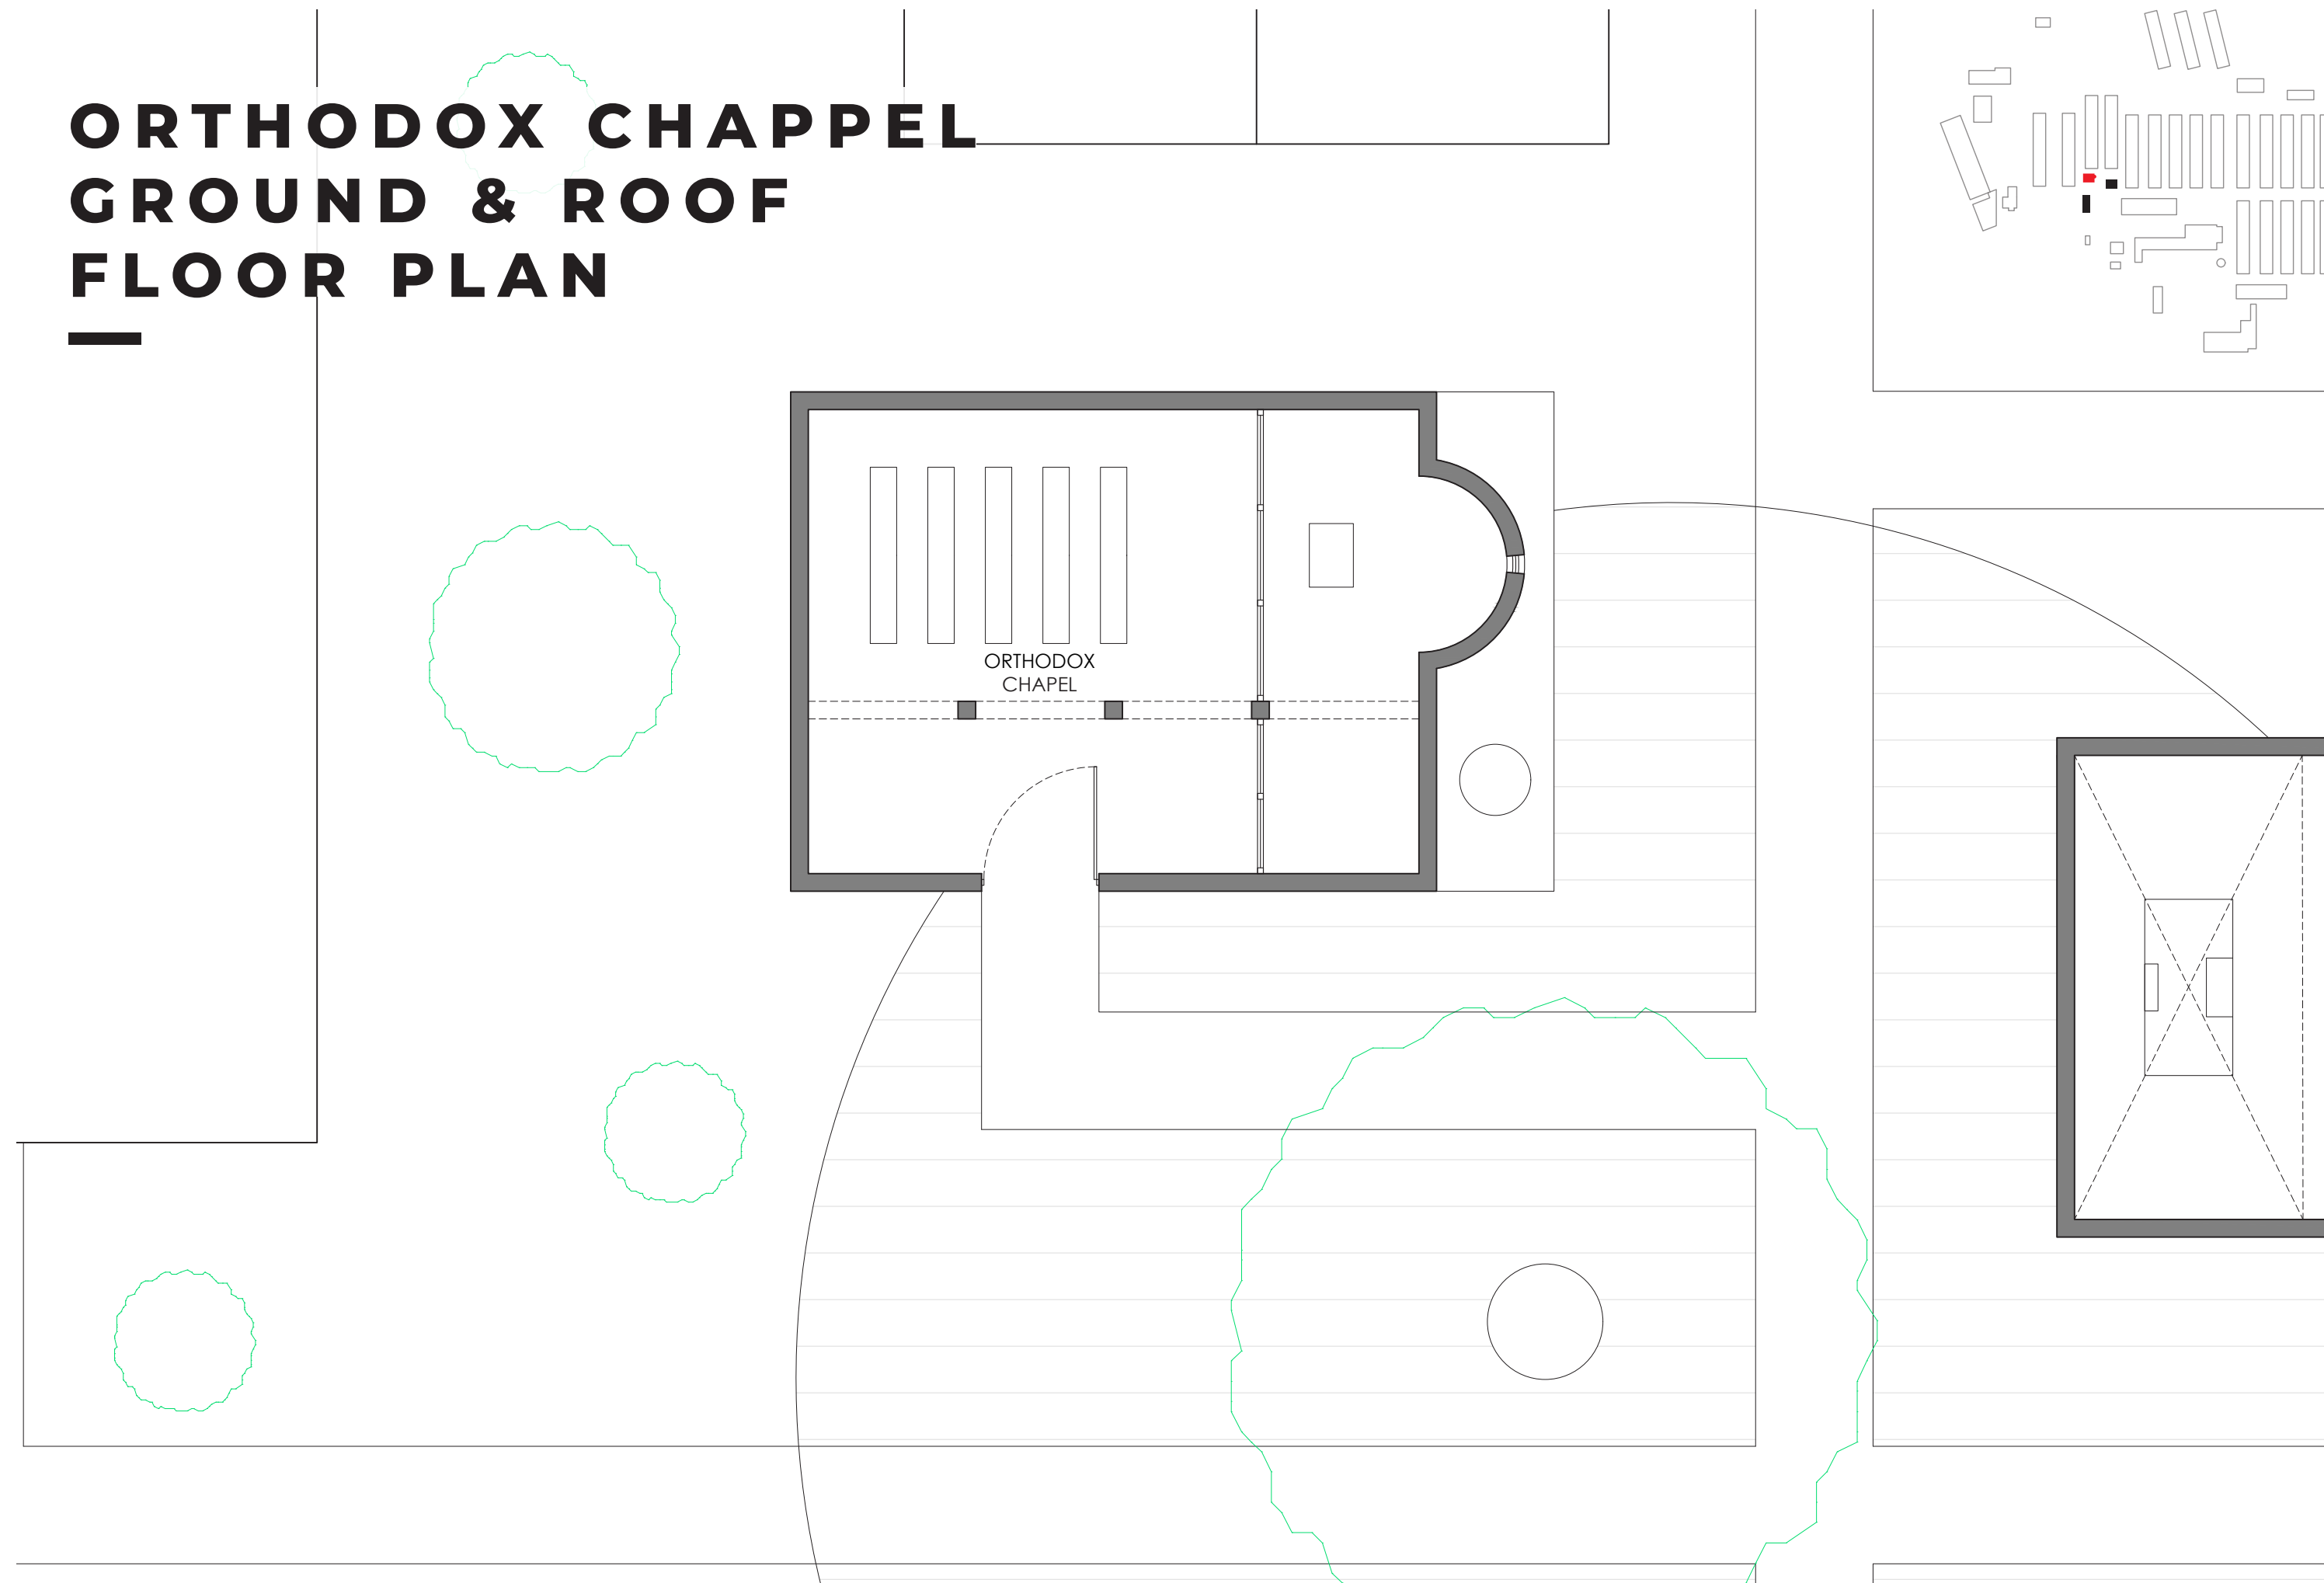 ORTHODOX CHAPPEL
GROUND & ROOF
FLOOR PLAN
ORTHODOX
CHAPEL